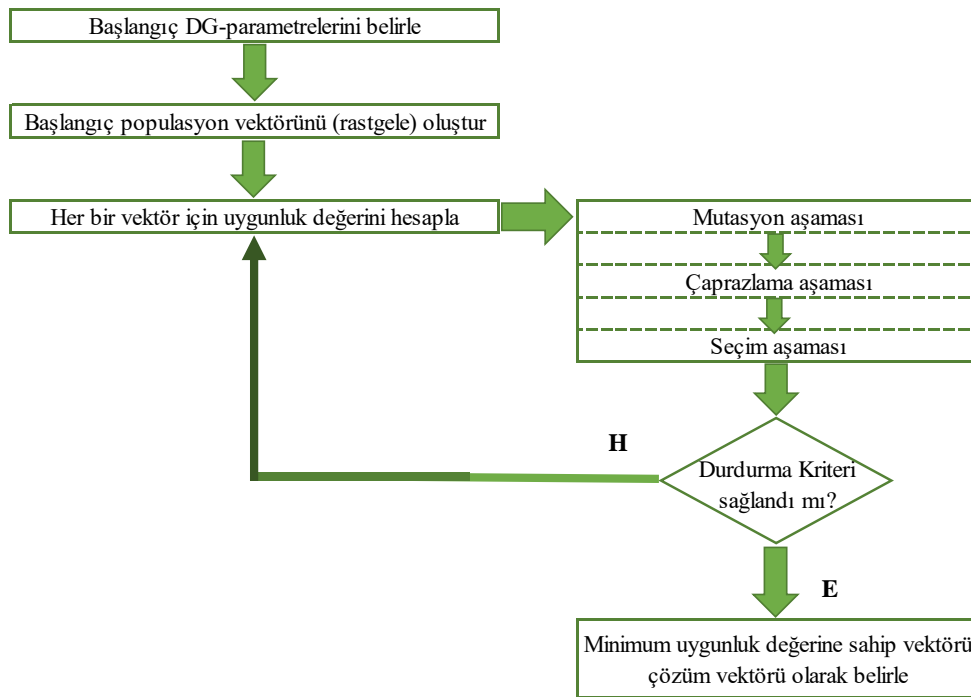 Başlangıç DG-parametrelerini belirle
Başlangıç populasyon vektörünü (rastgele) oluştur
Her bir vektör için uygunluk değerini hesapla
Mutasyon aşaması
Çaprazlama aşaması
Seçim aşaması
H
Durdurma Kriteri
sağlandı mı?
E
Minimum uygunluk değerine sahip vektörü
çözüm vektörü olarak belirle